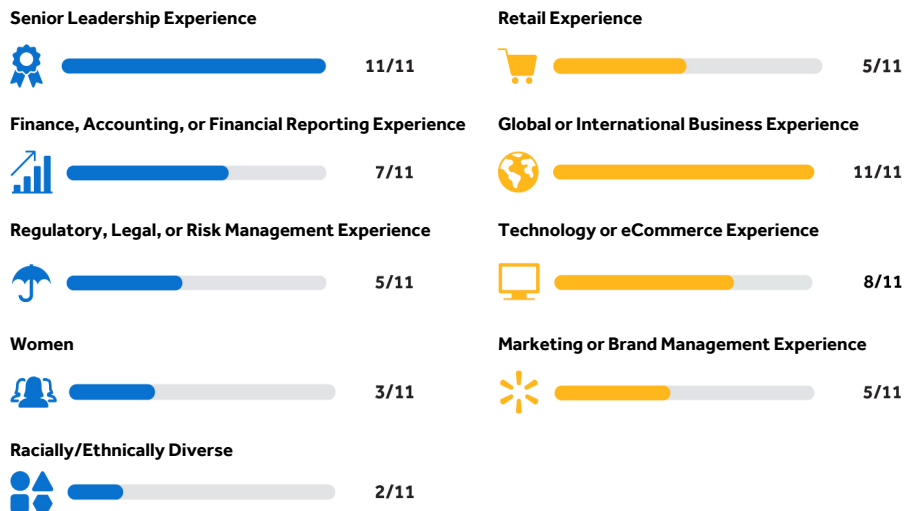 Senior Leadership Experience
11/11
Finance, Accounting, or Financial Reporting Experience
7/11
Regulatory, Legal, or Risk Management Experience
5/11
Women
3/11
Racially/Ethnically Diverse
2/11
Retail Experience
5/11
Global or International Business Experience
11/11
Technology or eCommerce Experience
8/11
Marketing or Brand Management Experience
5/11